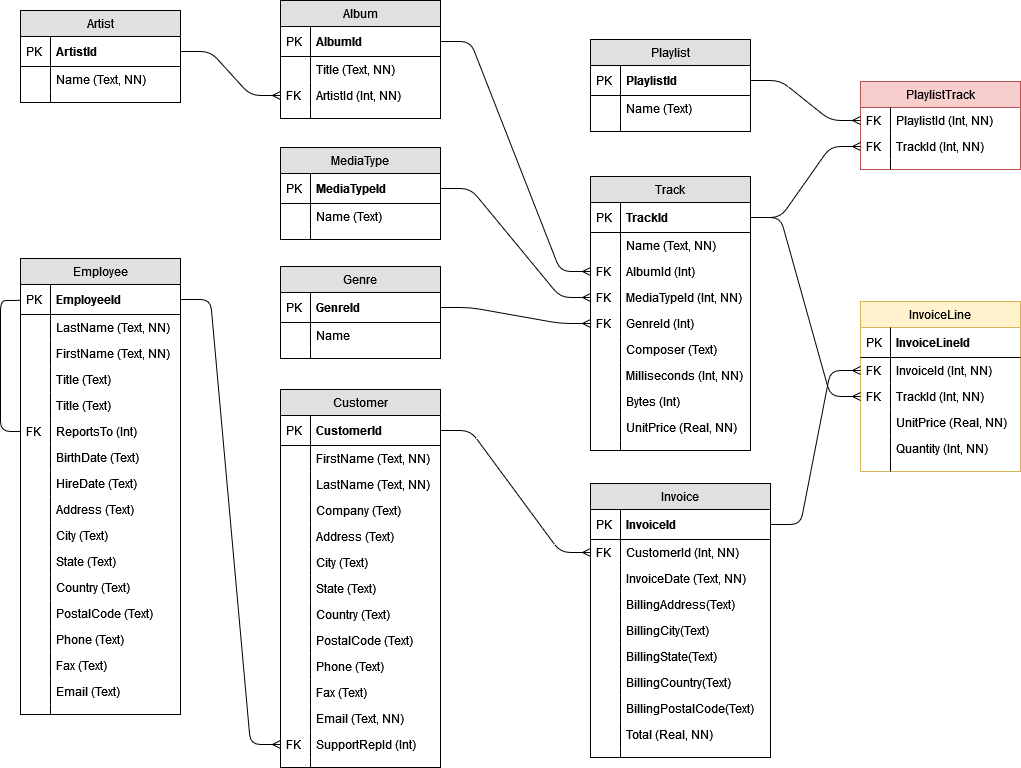 Artist
PK ArtistId
Name (Text, NN)
Album
PK AlbumId
Title (Text, NN)
FK ArtistId (Int, NN)
Playlist
PK PlaylistId
Name (Text)
PlaylistTrack
FK PlaylistId (Int, NN)
FK TrackId (Int, NN)
MediaType
PK MediaTypeId
Name (Text)
Track
PK TrackId
Name (Text, NN)
FK AlbumId (Int)
FK MediaTypeId (Int, NN)
FK GenreId (Int)
Composer (Text)
Milliseconds (Int, NN)
Bytes (Int)
UnitPrice (Real, NN)
Employee
PK EmployeeId
LastName (Text, NN)
FirstName (Text, NN)
Title (Text)
Title (Text)
FK ReportsTo (Int)
BirthDate (Text)
HireDate (Text)
Address (Text)
City (Text)
State (Text)
Country (Text)
PostalCode (Text)
Phone (Text)
Fax (Text)
Email (Text)
Genre
PK GenreId
Name
InvoiceLine
PK InvoiceLineId
FK InvoiceId (Int, NN)
FK TrackId (Int, NN)
UnitPrice (Real, NN)
Quantity (Int, NN)
Customer
PK CustomerId
FirstName (Text, NN)
LastName (Text, NN)
Company (Text)
Address (Text)
City (Text)
State (Text)
Country (Text)
PostalCode (Text)
Phone (Text)
Fax (Text)
Email (Text, NN)
FK SupportRepId (Int)
Invoice
PK InvoiceId
FK CustomerId (Int, NN)
InvoiceDate (Text, NN)
BillingAddress(Text)
BillingCity(Text)
BillingState(Text)
BillingCountry(Text)
BillingPostalCode(Text)
Total (Real, NN)